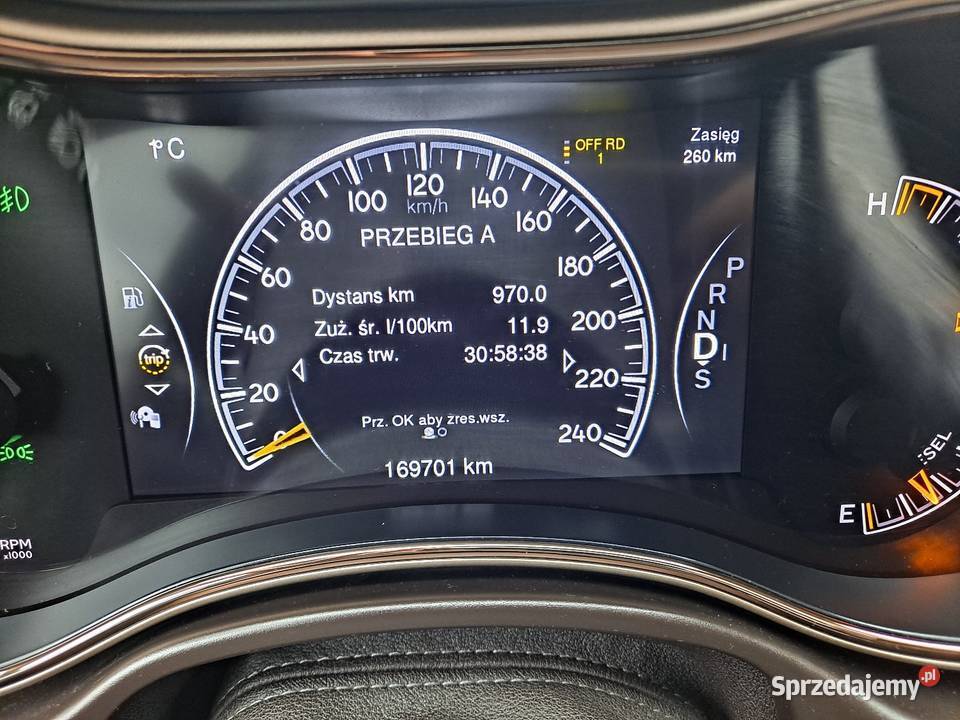 °C
OFF RD
1
Zasięg
260 km
20
40
60
80
100
120
140
160
180
200
220
240
km/h
PRZEBIEG A
Dystans km 970.0
Zuż. śr. l/100km 11.9
Czas trw. 30:58:38
Prz. OK aby zres.wsz.
169701 km
trip
P
R
N
D
S
H
E
RPM
x1000
Sprzedajemy.pl